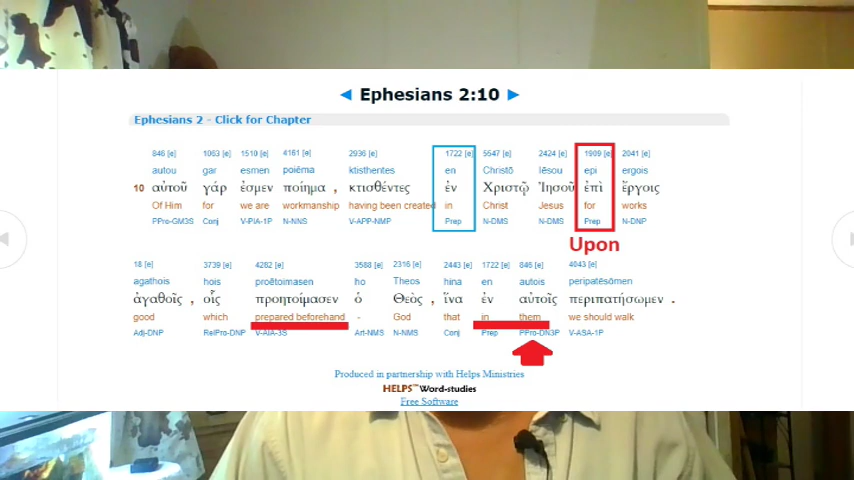 ◄ Ephesians 2:10 ►
Ephesians 2 - Click for Chapter
846 [e] 1063 [e] 1510 [e] 4161 [e] 2936 [e] 1722 [e] 5547 [e] 2424 [e] 1909 [e] 2041 [e]
autou gar esmen poiēma ktisthentes en Christō Iēsou epi ergois
10 αὐτοῦ γάρ ἐσμεν ποίημα , κτισθέντες ἐν Χριστῷ Ἰησοῦ ἐπὶ ἔργοις
Of Him for we are workmanship having been created in Christ Jesus for works
PPro-GM3S Conj V-PIA-1P N-NNS V-APP-NMP Prep N-DMS N-DMS Prep N-DNP
Upon
18 [e] 3739 [e] 4282 [e] 3588 [e] 2316 [e] 2443 [e] 1722 [e] 846 [e] 4043 [e]
agathois hois proētoimasen ho Theos hina en autois peripatēsōmen
ἀγαθοῖς , οἷς προητοίμασεν ὁ Θεὸς , ἵνα ἐν αὐτοῖς περιπατήσωμεν .
good which prepared beforehand - God that in them we should walk
Adj-DNP RelPro-DNP V-AIA-3S Art-NMS N-NMS Conj Prep PPro-DN3P V-ASA-1P
Produced in partnership with Helps Ministries
HELPS™ Word-studies
Free Software